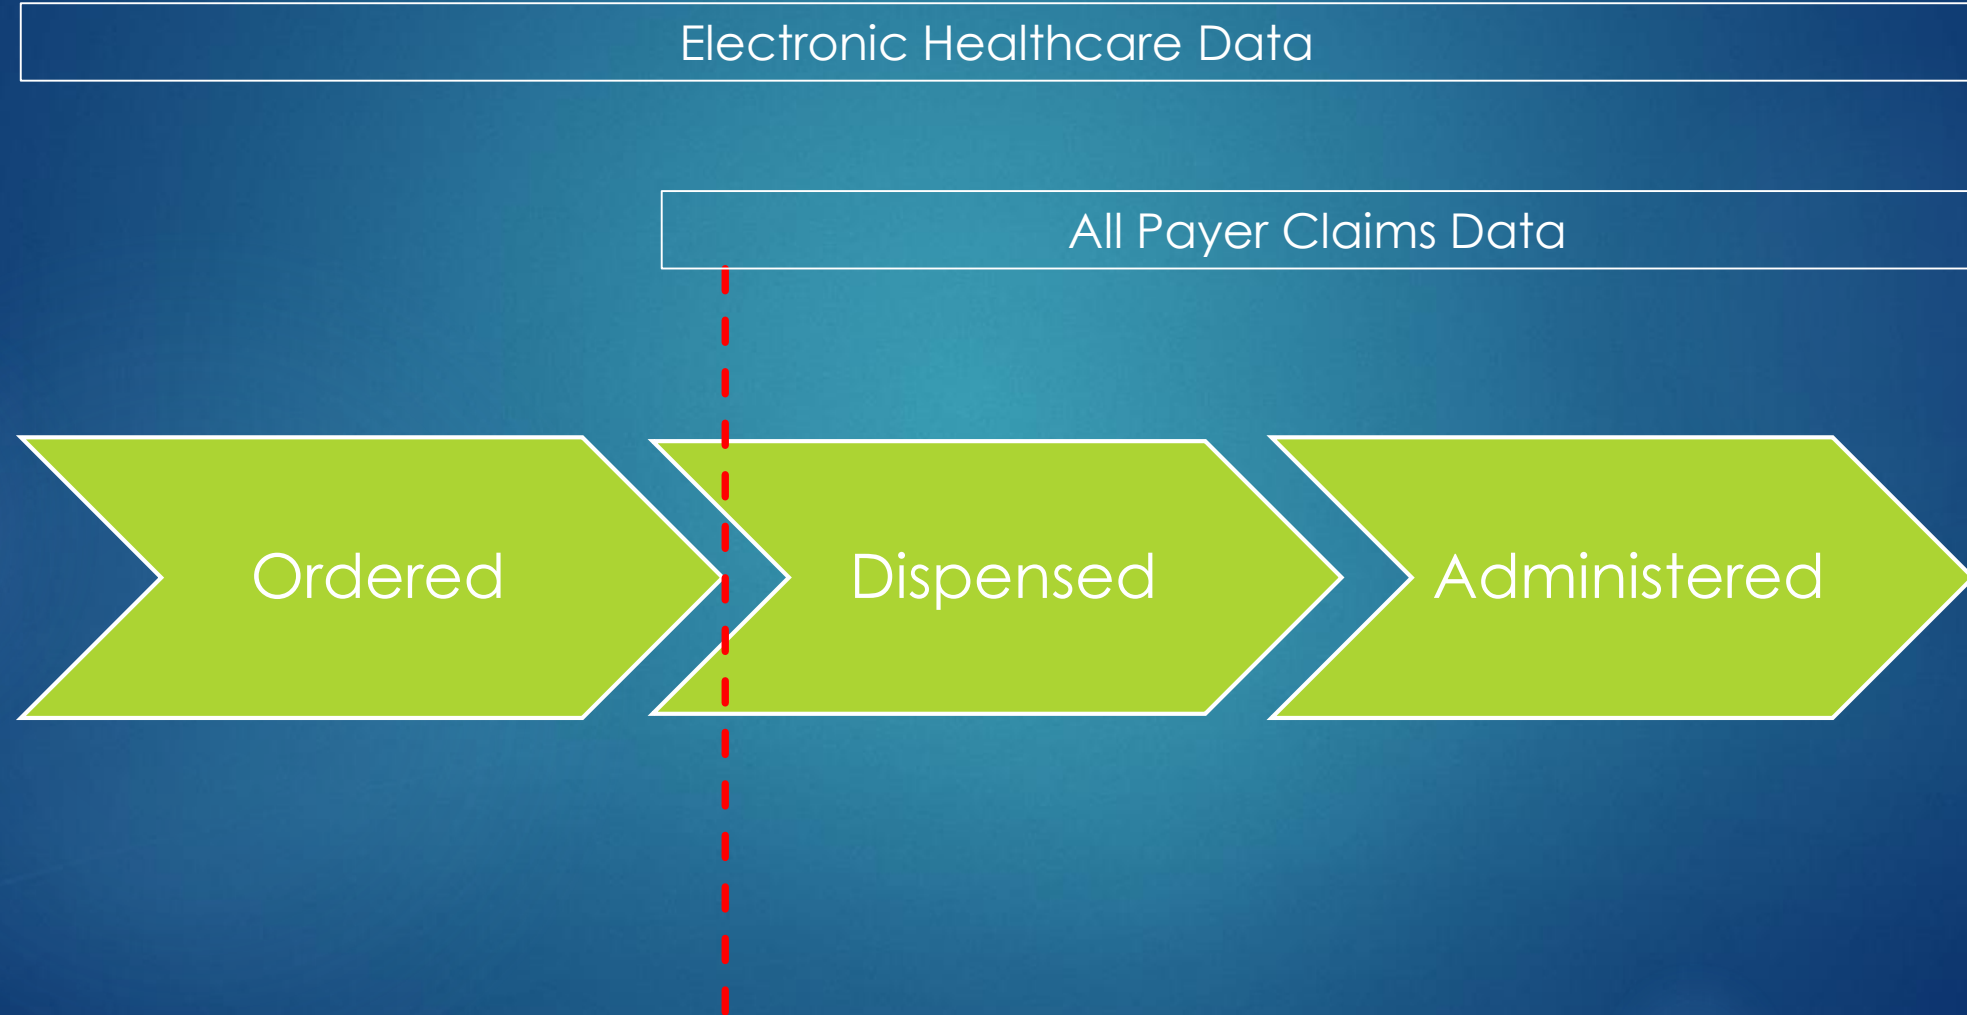 Electronic Healthcare Data
All Payer Claims Data
Ordered
Dispensed
Administered